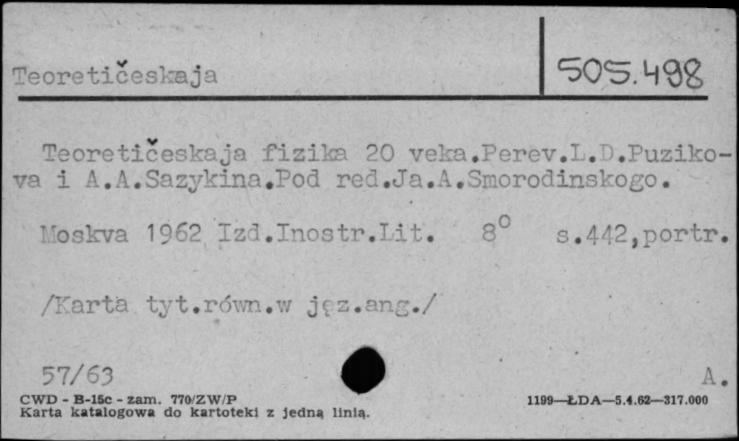 Teoretičeskaja
505.498
Teoretičeskaja fizika 20 veka.Perev.L.D.Puziko-
va i A.A.Sazykina.Pod red.Ja.A.Smorodinskogo.
Moskva 1962 Izd.Inostr.Lit. 8° s.442,portr.
/Karta tyt.równ.w jęz.ang./
57/63
A.
CWD - B-15c - zam. 770/ZW/P
1199—ŁDA—5.4.62—317.000
Karta katalogowa do kartoteki z jedną linią.